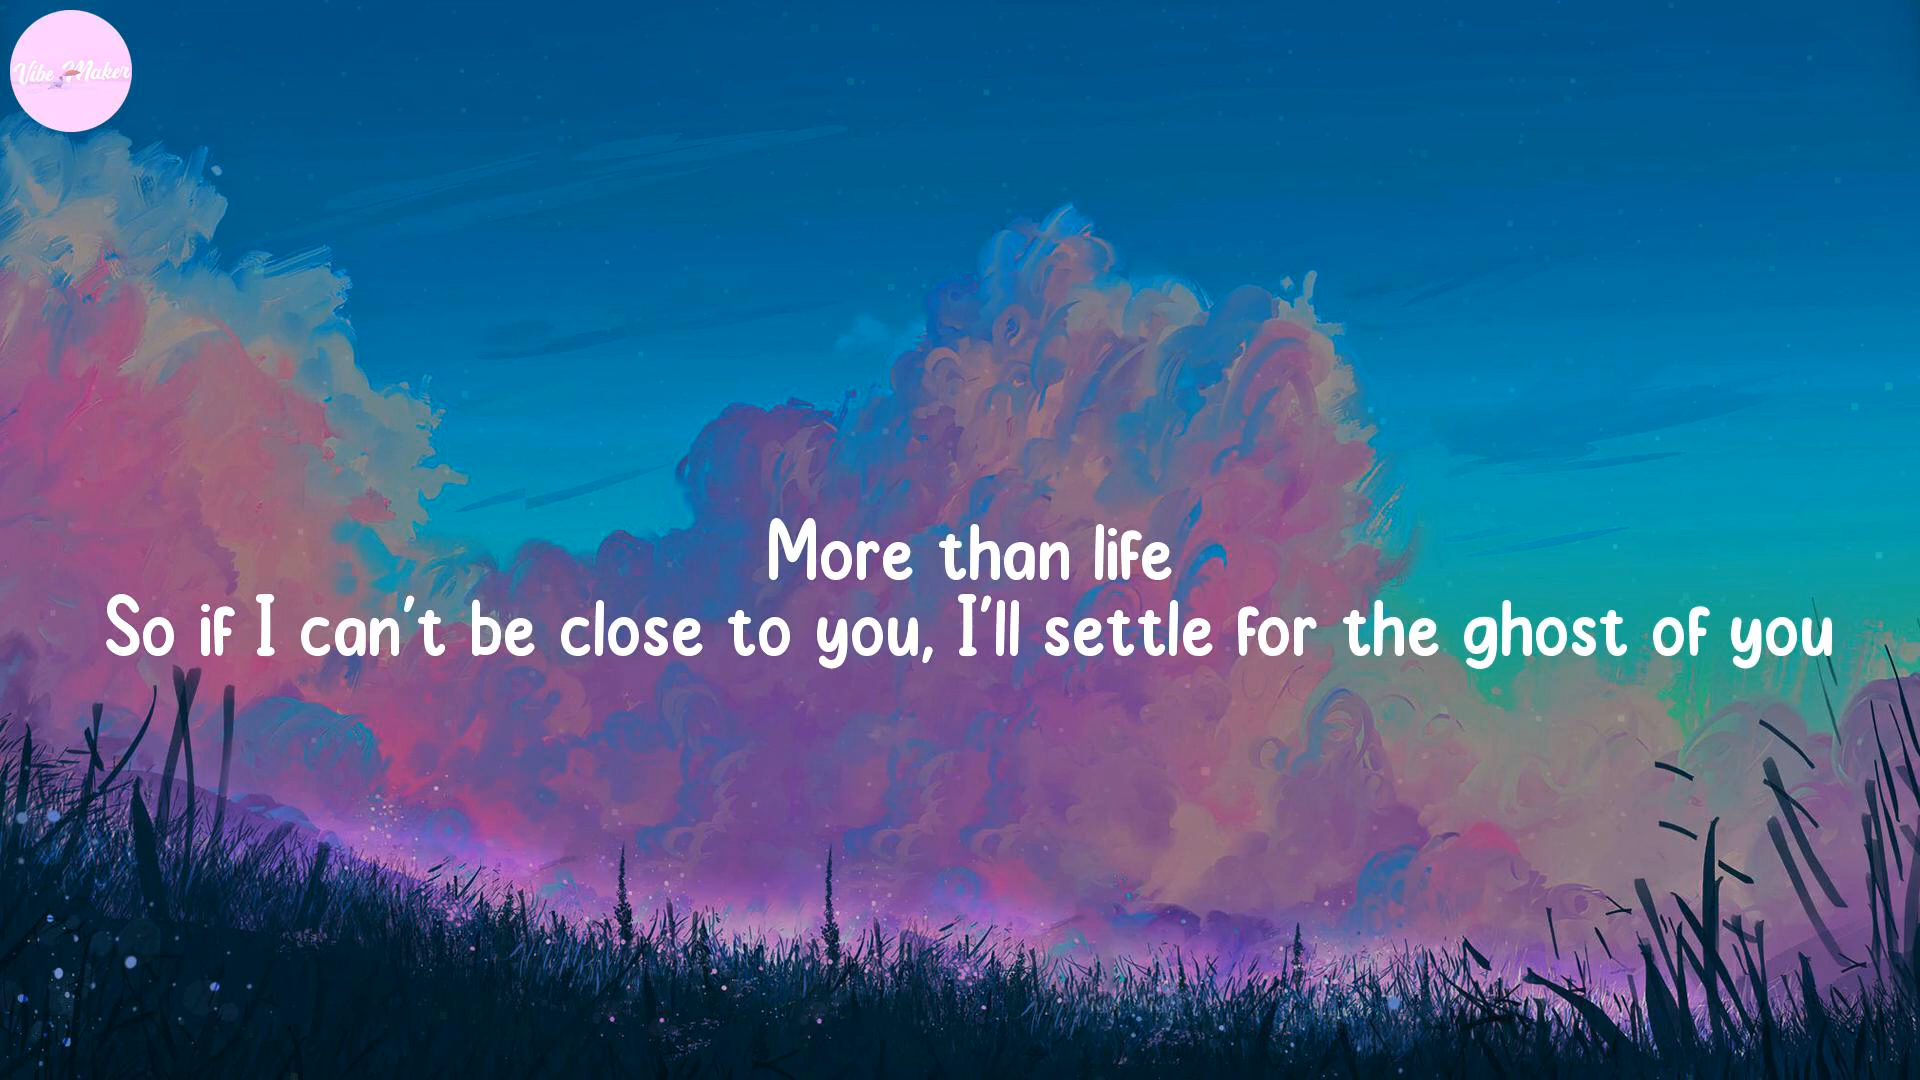 Vibe Maker
More than life
So if I can't be close to you, I'll settle for the ghost of you